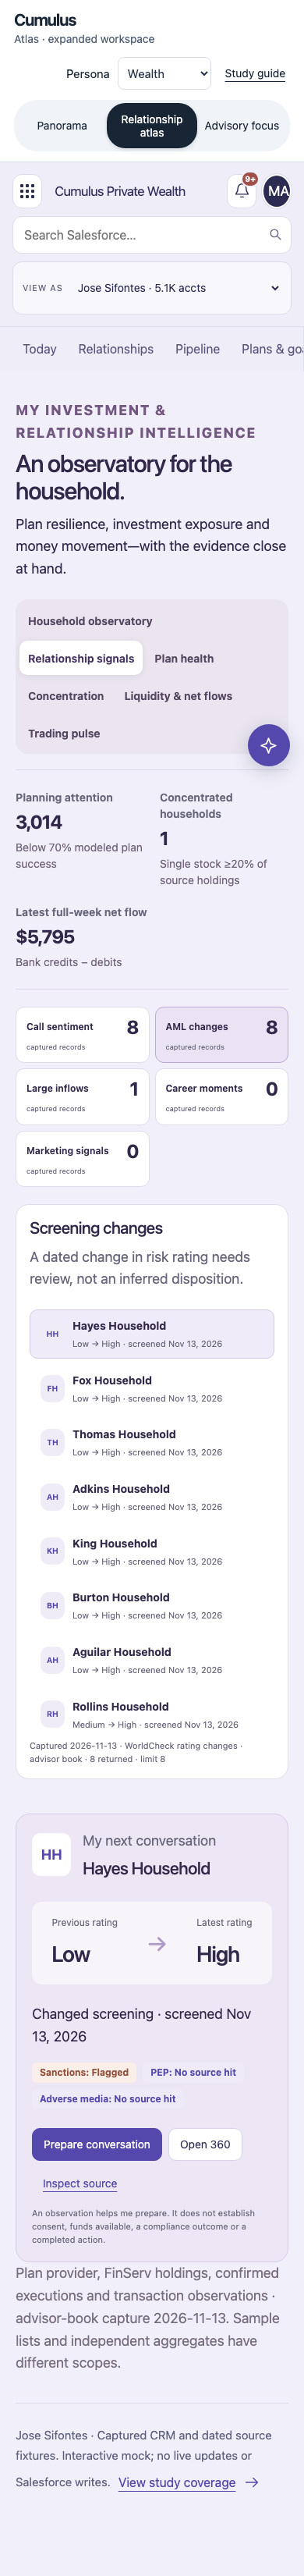 Cumulus
Atlas · expanded workspace
Persona Wealth Study guide
Panorama Relationship atlas Advisory focus
Cumulus Private Wealth 9+ MA
Search Salesforce...
VIEW AS Jose Sifontes · 5.1K accts
Today Relationships Pipeline Plans & goa
MY INVESTMENT &
RELATIONSHIP INTELLIGENCE
An observatory for the
household.
Plan resilience, investment exposure and
money movement—with the evidence close
at hand.
Household observatory
Relationship signals Plan health
Concentration Liquidity & net flows
Trading pulse
Planning attention
3,014
Below 70% modeled plan
success
Concentrated
households
1
Single stock ≥20% of
source holdings
Latest full-week net flow
$5,795
Bank credits − debits
Call sentiment 8
captured records
AML changes 8
captured records
Large inflows 1
captured records
Career moments 0
captured records
Marketing signals 0
captured records
Screening changes
A dated change in risk rating needs
review, not an inferred disposition.
HH Hayes Household
Low → High · screened Nov 13, 2026
FH Fox Household
Low → High · screened Nov 13, 2026
TH Thomas Household
Low → High · screened Nov 13, 2026
AH Adkins Household
Low → High · screened Nov 13, 2026
KH King Household
Low → High · screened Nov 13, 2026
BH Burton Household
Low → High · screened Nov 13, 2026
AH Aguilar Household
Low → High · screened Nov 13, 2026
RH Rollins Household
Medium → High · screened Nov 13, 2026
Captured 2026-11-13 · WorldCheck rating changes ·
advisor book · 8 returned · limit 8
HH My next conversation
Hayes Household
Previous rating Latest rating
Low → High
Changed screening · screened Nov
13, 2026
Sanctions: Flagged PEP: No source hit
Adverse media: No source hit
Prepare conversation Open 360
Inspect source
An observation helps me prepare. It does not establish
consent, funds available, a compliance outcome or a
completed action.
Plan provider, FinServ holdings, confirmed
executions and transaction observations ·
advisor-book capture 2026-11-13. Sample
lists and independent aggregates have
different scopes.
Jose Sifontes · Captured CRM and dated source
fixtures. Interactive mock; no live updates or
Salesforce writes. View study coverage →